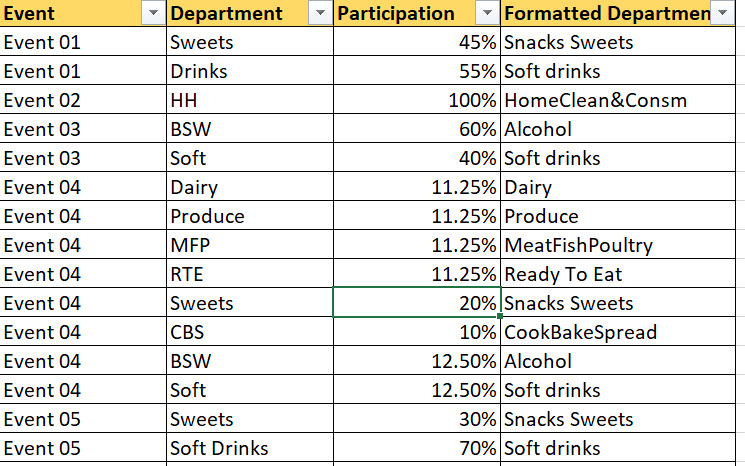 Event Department Participation Formatted Departmen
Event 01 Sweets 45% Snacks Sweets
Event 01 Drinks 55% Soft drinks
Event 02 HH 100% HomeClean&Consm
Event 03 BSW 60% Alcohol
Event 03 Soft 40% Soft drinks
Event 04 Dairy 11.25% Dairy
Event 04 Produce 11.25% Produce
Event 04 MFP 11.25% MeatFishPoultry
Event 04 RTE 11.25% Ready To Eat
Event 04 Sweets 20% Snacks Sweets
Event 04 CBS 10% CookBakeSpread
Event 04 BSW 12.50% Alcohol
Event 04 Soft 12.50% Soft drinks
Event 05 Sweets 30% Snacks Sweets
Event 05 Soft Drinks 70% Soft drinks